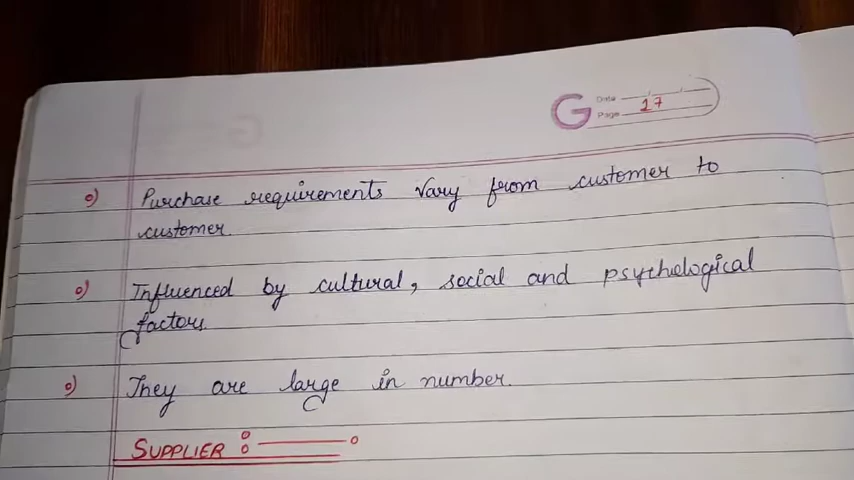 G Date / /
Page 17
o) Purchase requirements vary from customer to
customer.
o) Influenced by cultural, social and psychological
factors.
o) They are large in number.
SUPPLIER :